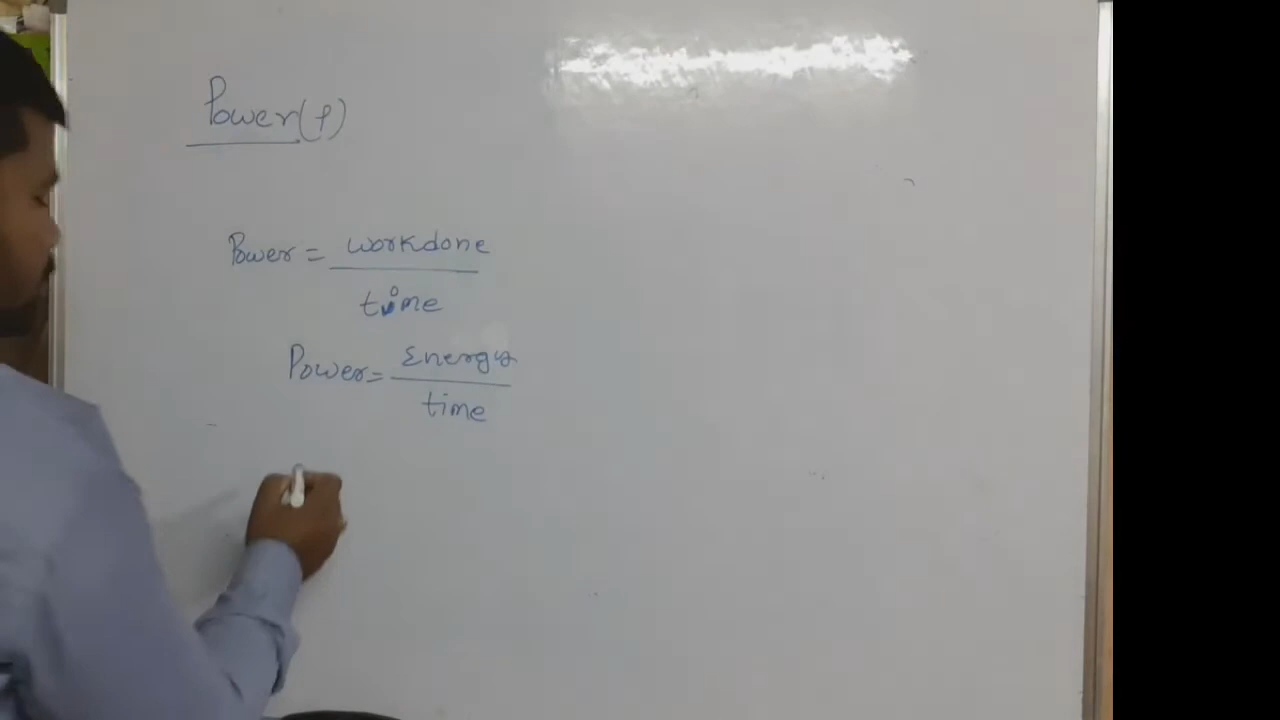 Power(P)
Power = workdone
time
Power = Energy
time